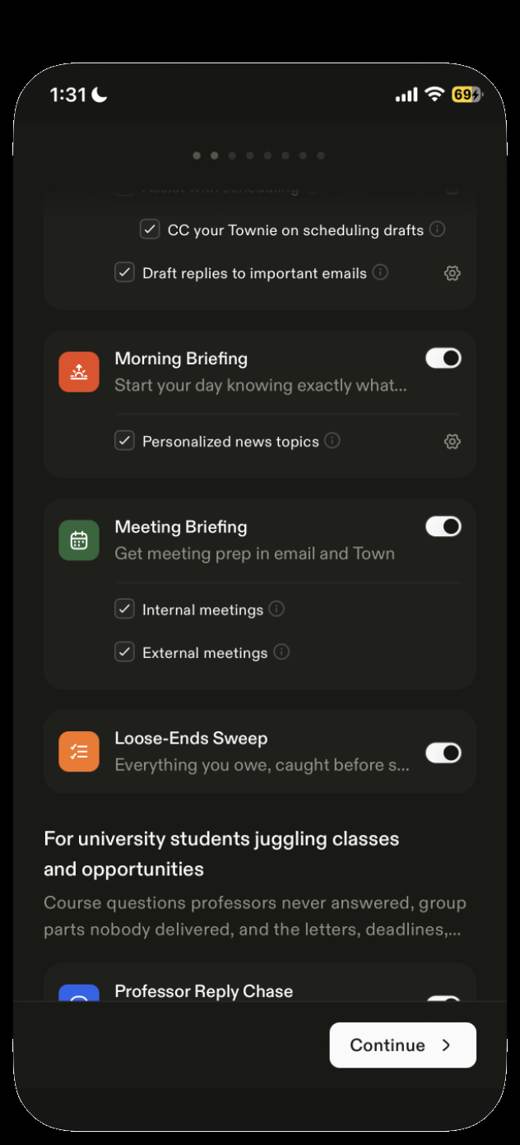 1:31
69
Assist with scheduling
CC your Townie on scheduling drafts
Draft replies to important emails
Morning Briefing
Start your day knowing exactly what...
Personalized news topics
Meeting Briefing
Get meeting prep in email and Town
Internal meetings
External meetings
Loose-Ends Sweep
Everything you owe, caught before s...
For university students juggling classes
and opportunities
Course questions professors never answered, group
parts nobody delivered, and the letters, deadlines,...
Professor Reply Chase
Continue